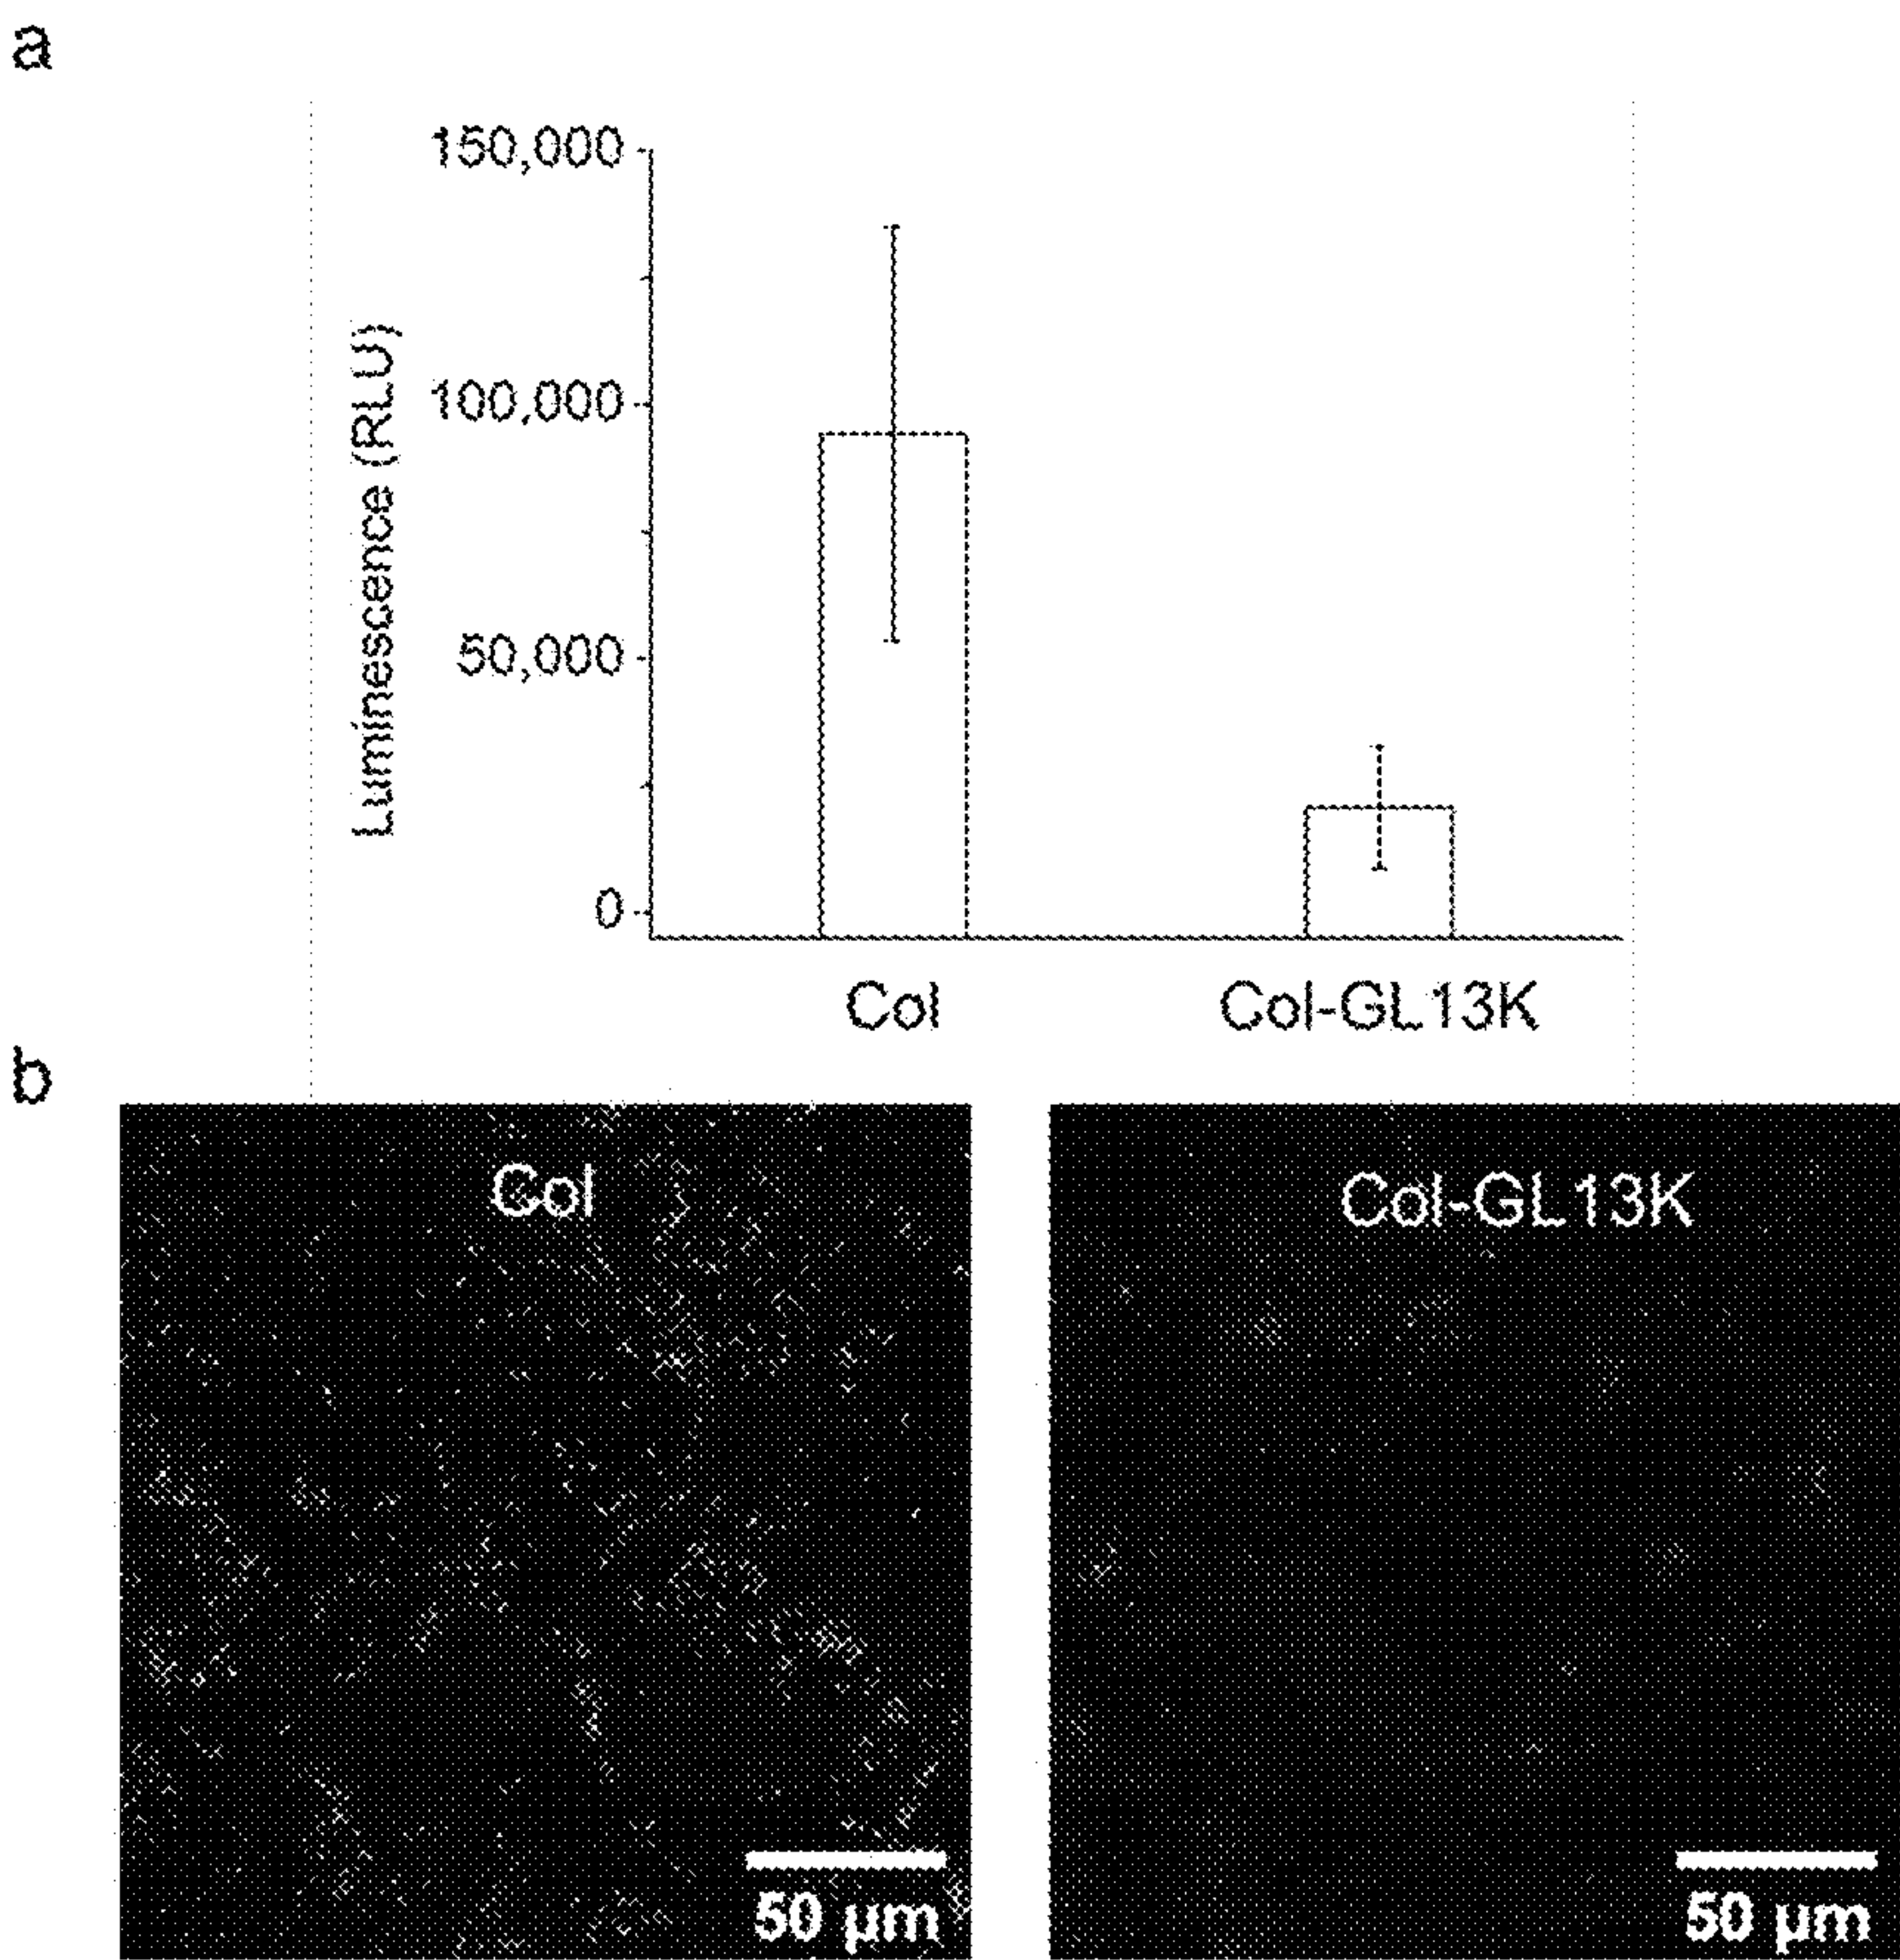 a
150,000
100,000
50,000
0
Luminescence (RLU)
Col
Col-GL13K
b
Col
Col-GL13K
50 µm
50 µm